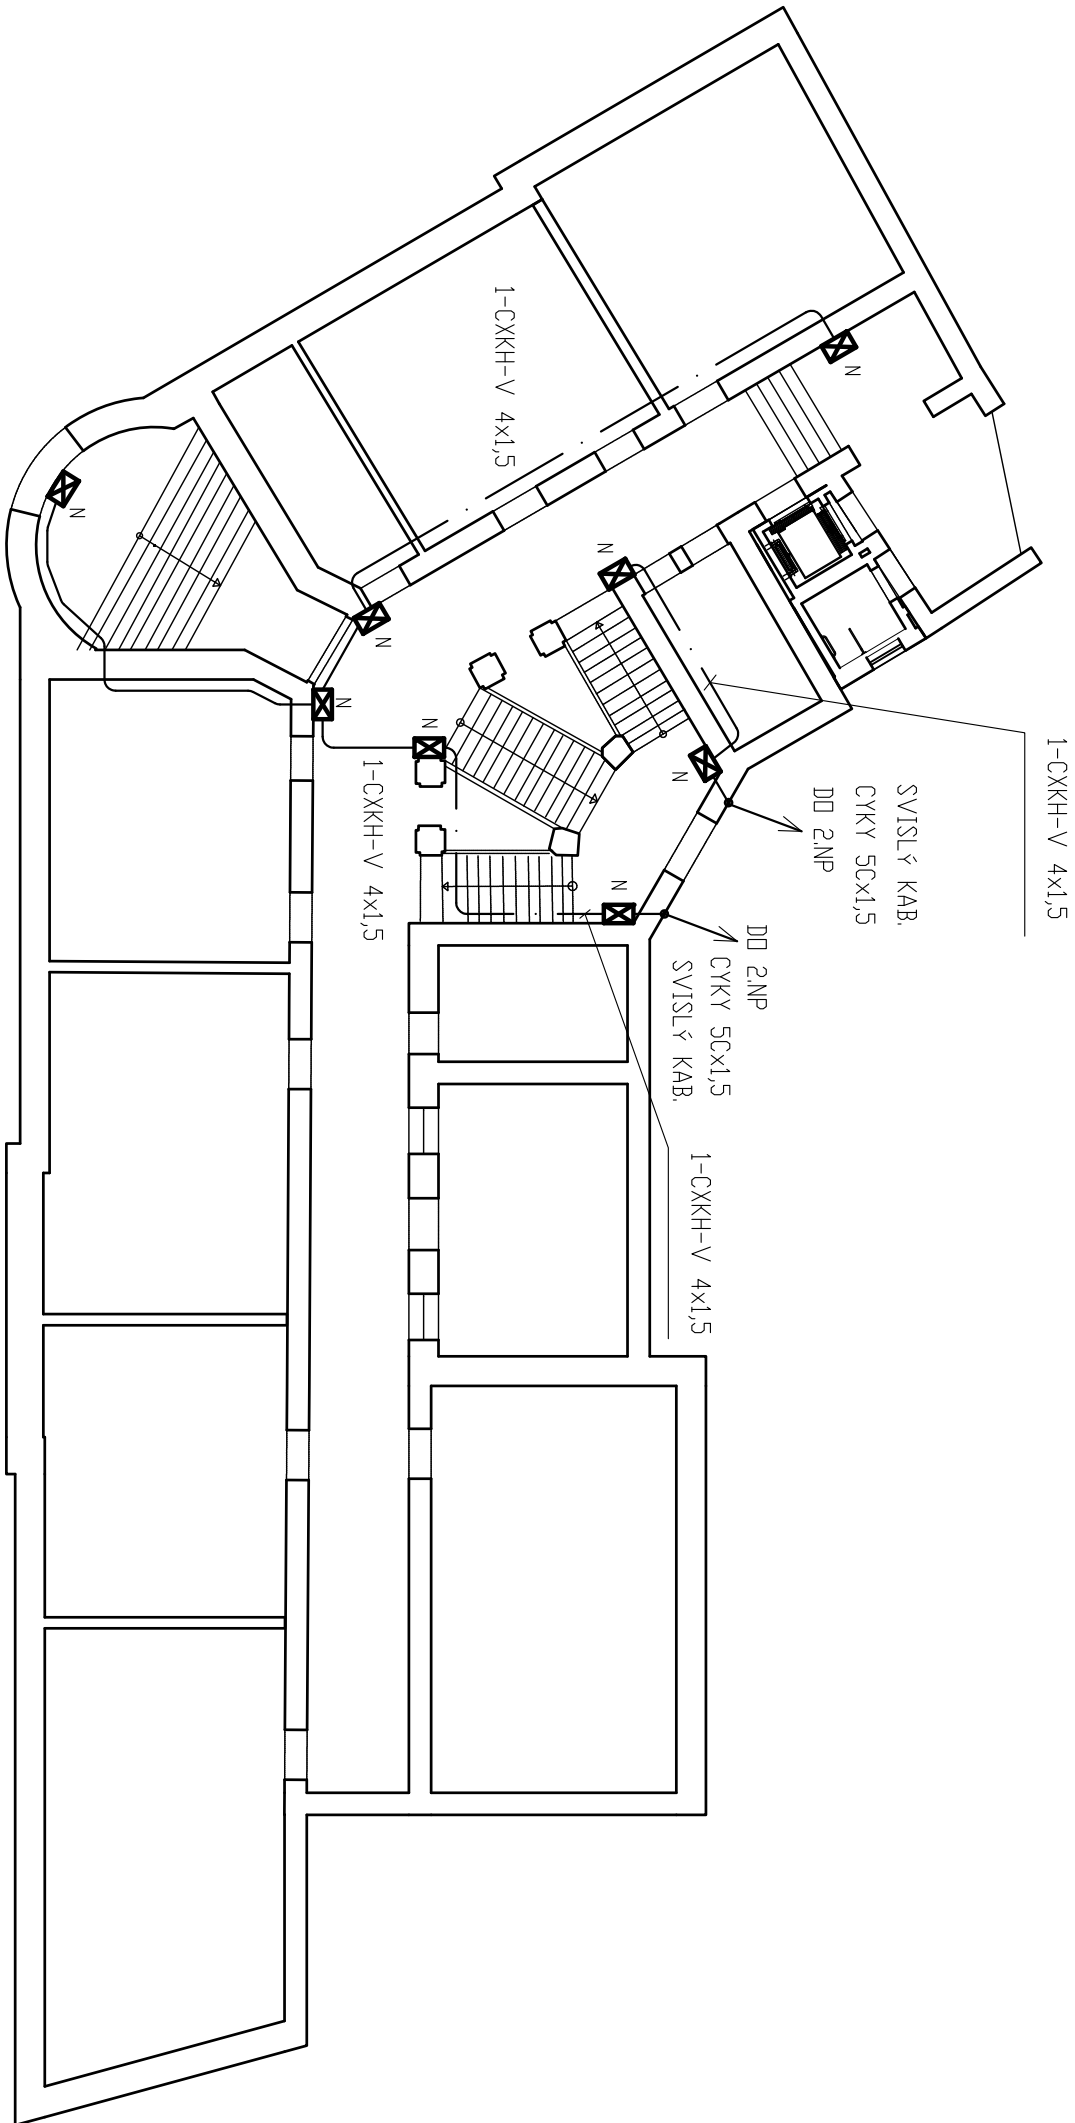 1-CXKH-V 4x1,5
SVISLÝ KAB.
CYKY 5Cx1,5
DO 2.NP
N
DO 2.NP
CYKY 5Cx1,5
SVISLÝ KAB.
1-CXKH-V 4x1,5
N
N
N
1-CXKH-V 4x1,5
N
N
1-CXKH-V 4x1,5
N
N